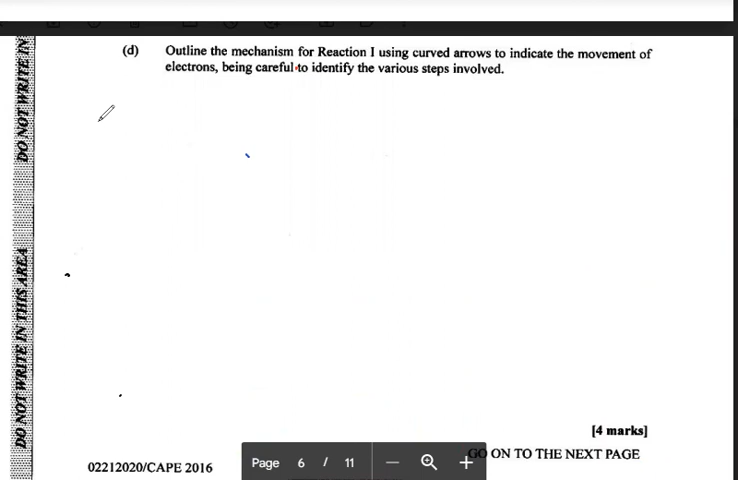 (d) Outline the mechanism for Reaction I using curved arrows to indicate the movement of
electrons, being careful to identify the various steps involved.
DO NOT WRITE IN
DO NOT WRITE IN THIS AREA
[4 marks]
GO ON TO THE NEXT PAGE
02212020/CAPE 2016
Page 6 / 11